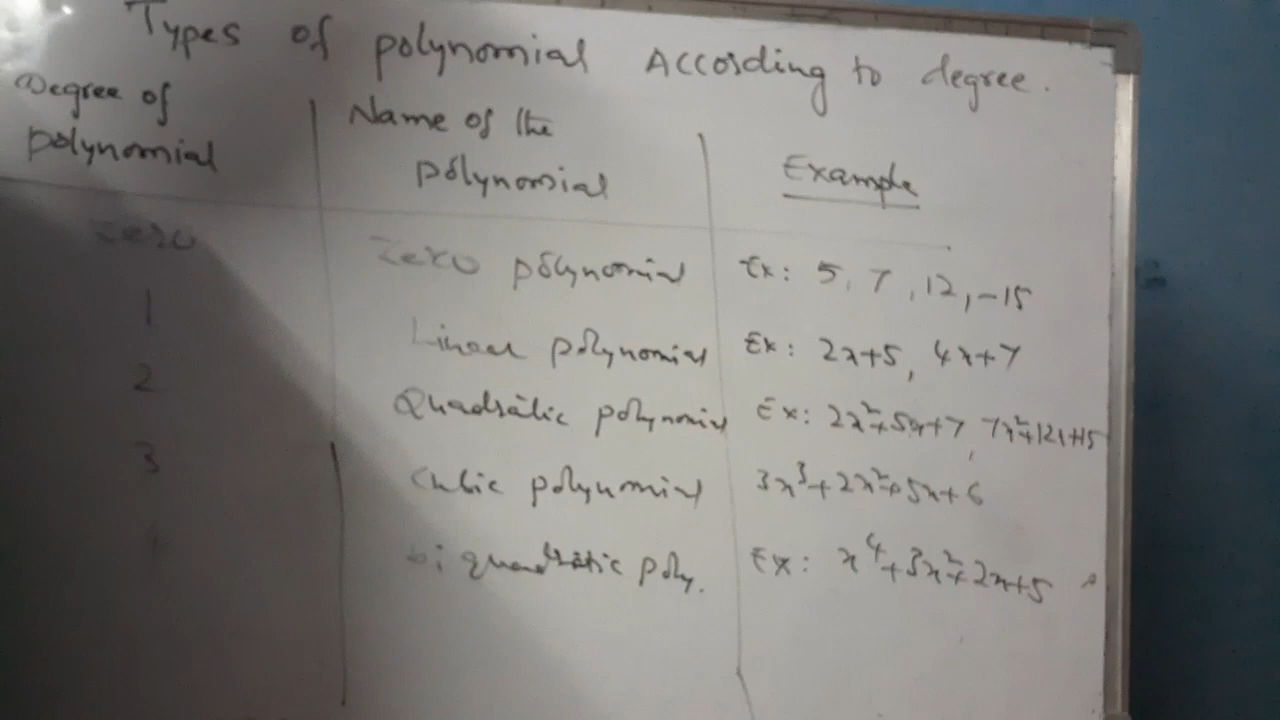 Types of polynomial According to degree.
Degree of polynomial | Name of the polynomial | Example
zero | Zero polynomial | Ex: 5, 7, 12, -15
1 | Linear polynomial | Ex: 2x+5, 4x+7
2 | Quadratic polynomial | Ex: 2x²+5x+7, 7x²+12x+15
3 | Cubic polynomial | 3x³+2x²+5x+6
4 | bi quadratic poly. | Ex: x⁴+3x²+2x+5